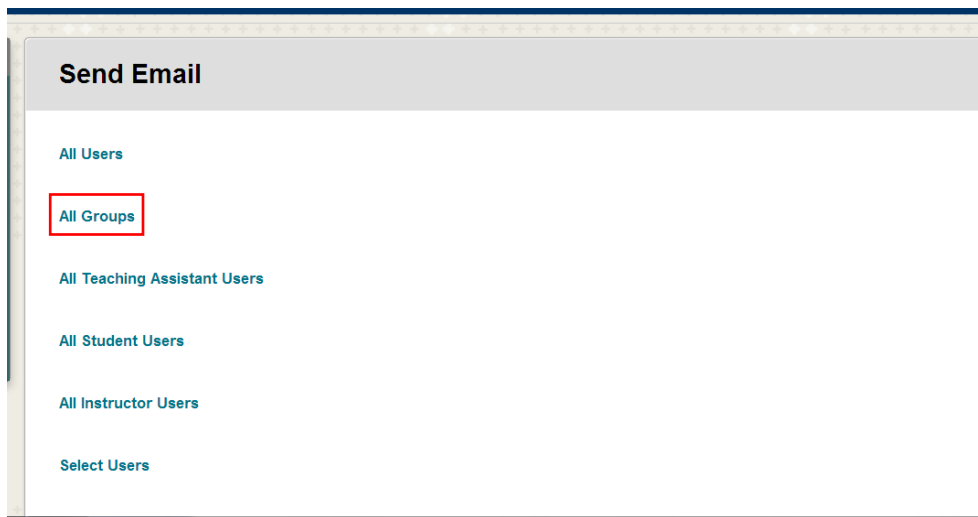 Send Email
All Users
All Groups
All Teaching Assistant Users
All Student Users
All Instructor Users
Select Users